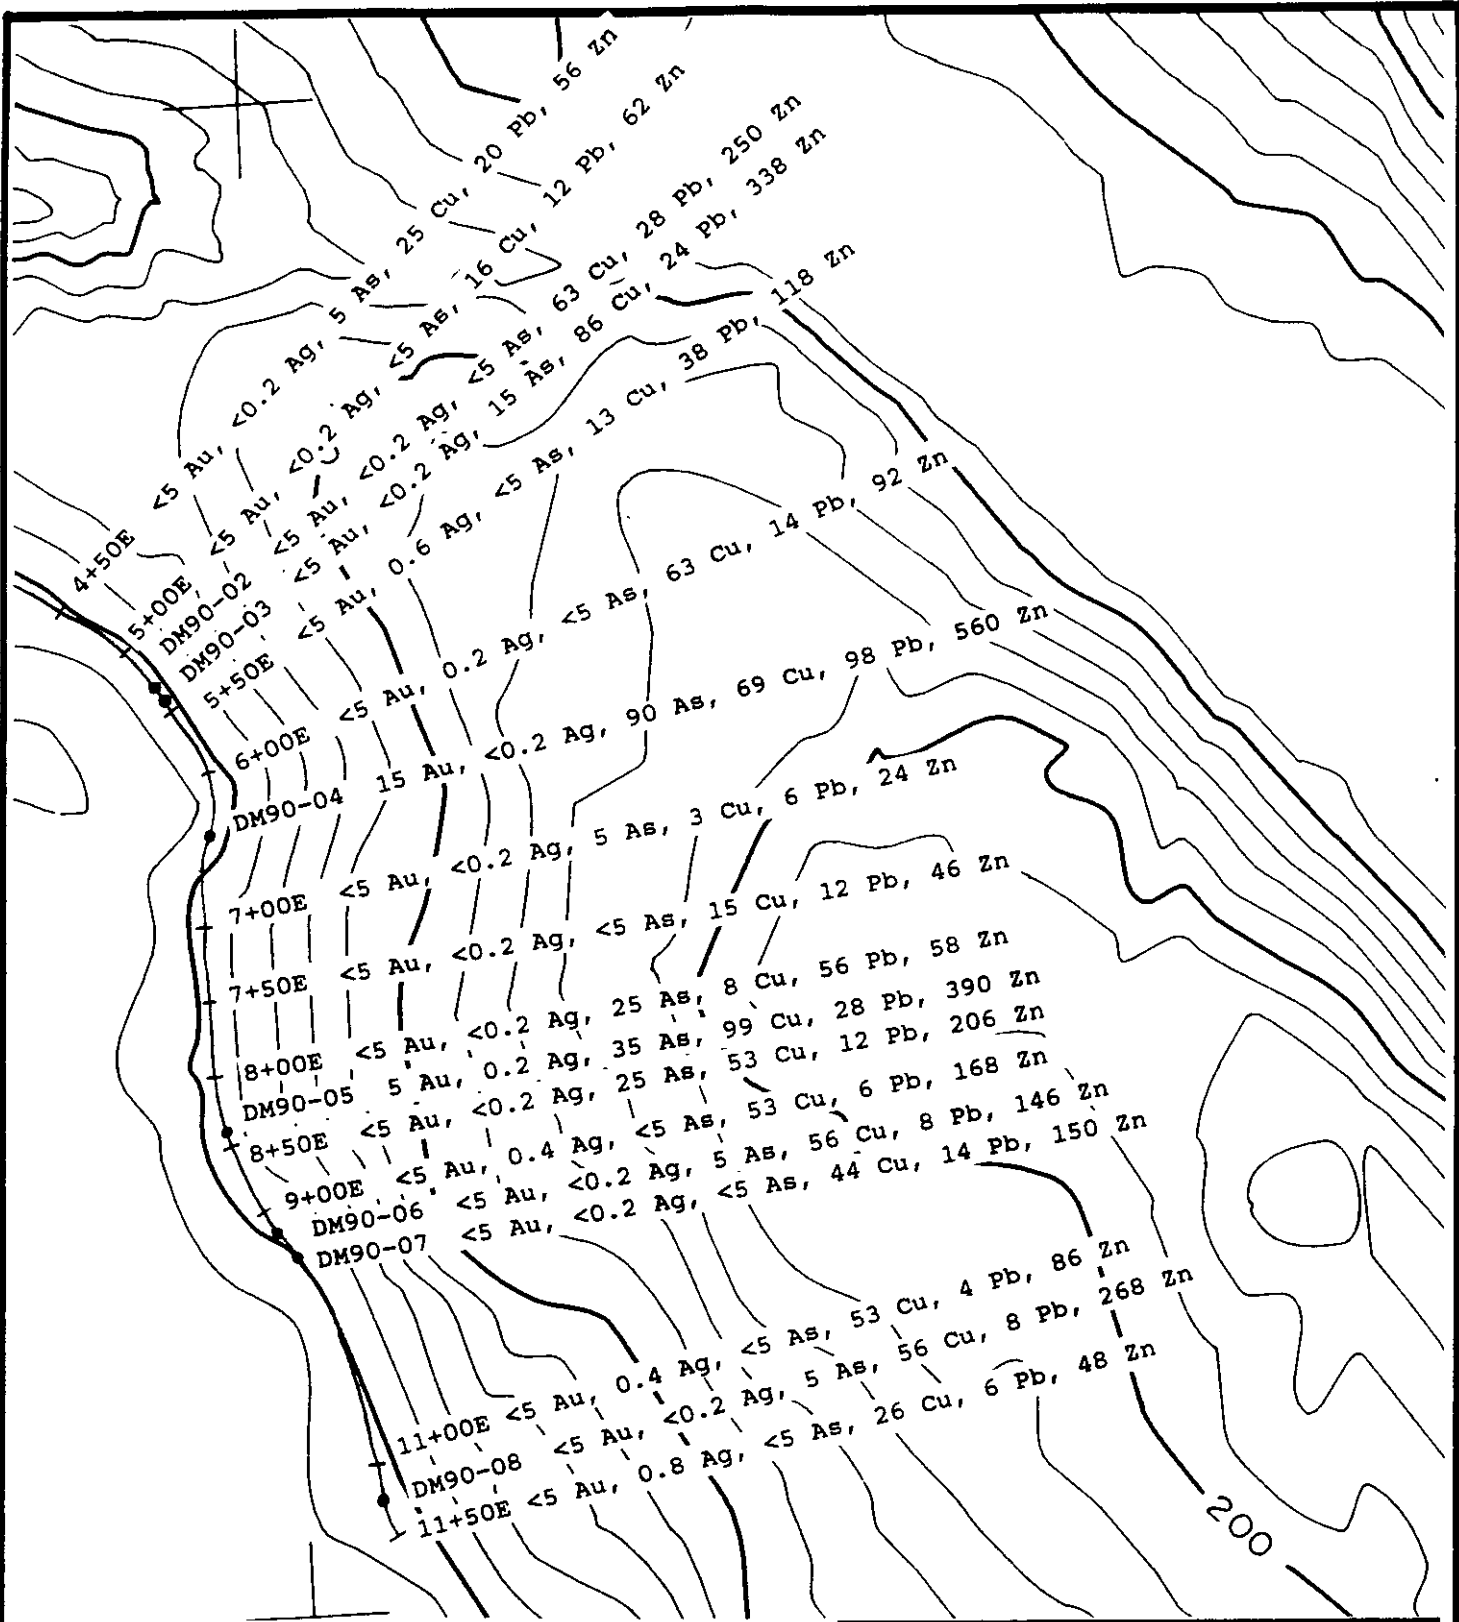 4+50E <5 Au, <0.2 Ag, 5 As, 25 Cu, 20 Pb, 56 Zn
5+00E <5 Au, <0.2 Ag, <5 As, 16 Cu, 12 Pb, 62 Zn
DM90-02 <5 Au, <0.2 Ag, <5 As, 63 Cu, 28 Pb, 250 Zn
DM90-03 <5 Au, <0.2 Ag, 15 As, 86 Cu, 24 Pb, 338 Zn
5+50E <5 Au, 0.6 Ag, <5 As, 13 Cu, 38 Pb, 118 Zn
6+00E <5 Au, 0.2 Ag, <5 As, 63 Cu, 14 Pb, 92 Zn
DM90-04 15 Au, <0.2 Ag, 90 As, 69 Cu, 98 Pb, 560 Zn
7+00E <5 Au, <0.2 Ag, 5 As, 3 Cu, 6 Pb, 24 Zn
7+50E <5 Au, <0.2 Ag, <5 As, 15 Cu, 12 Pb, 46 Zn
8+00E <5 Au, <0.2 Ag, 25 As, 8 Cu, 56 Pb, 58 Zn
DM90-05 5 Au, 0.2 Ag, 35 As, 99 Cu, 28 Pb, 390 Zn
8+50E <5 Au, <0.2 Ag, 25 As, 53 Cu, 12 Pb, 206 Zn
9+00E <5 Au, 0.4 Ag, <5 As, 53 Cu, 6 Pb, 168 Zn
DM90-06 <5 Au, <0.2 Ag, 5 As, 56 Cu, 8 Pb, 146 Zn
DM90-07 <5 Au, <0.2 Ag, <5 As, 44 Cu, 14 Pb, 150 Zn
11+00E <5 Au, 0.4 Ag, <5 As, 53 Cu, 4 Pb, 86 Zn
DM90-08 <5 Au, <0.2 Ag, 5 As, 56 Cu, 8 Pb, 268 Zn
11+50E <5 Au, 0.8 Ag, <5 As, 26 Cu, 6 Pb, 48 Zn
200